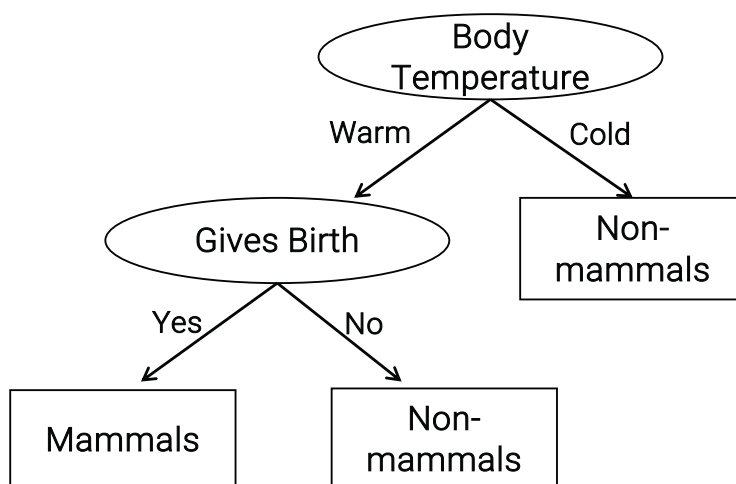 Body
Temperature
Warm
Cold
Gives Birth
Non-
mammals
Yes
No
Mammals
Non-
mammals